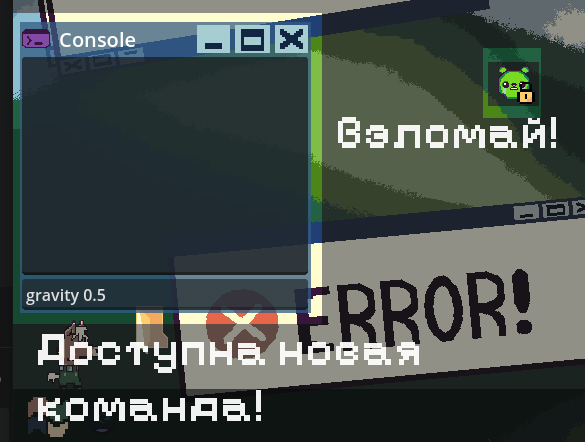 Console
Взломай!
gravity 0.5
ERROR!
Доступна новая
команда!